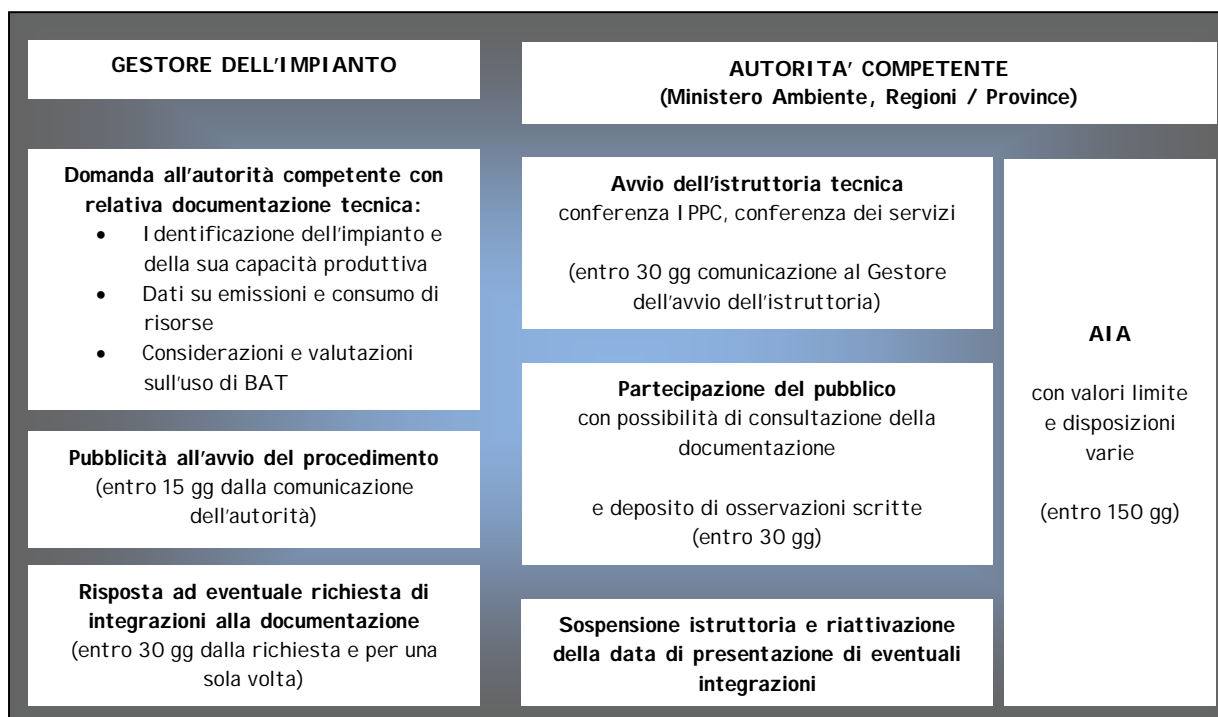 GESTORE DELL'IMPIANTO
AUTORITA' COMPETENTE
(Ministero Ambiente, Regioni / Province)
Domanda all'autorità competente con
relativa documentazione tecnica:
• Identificazione dell'impianto e
della sua capacità produttiva
• Dati su emissioni e consumo di
risorse
• Considerazioni e valutazioni
sull'uso di BAT
Pubblicità all'avvio del procedimento
(entro 15 gg dalla comunicazione
dell'autorità)
Risposta ad eventuale richiesta di
integrazioni alla documentazione
(entro 30 gg dalla richiesta e per una
sola volta)
Avvio dell'istruttoria tecnica
conferenza IPPC, conferenza dei servizi
(entro 30 gg comunicazione al Gestore
dell'avvio dell'istruttoria)
Partecipazione del pubblico
con possibilità di consultazione della
documentazione
e deposito di osservazioni scritte
(entro 30 gg)
Sospensione istruttoria e riattivazione
della data di presentazione di eventuali
integrazioni
AIA
con valori limite
e disposizioni
varie
(entro 150 gg)